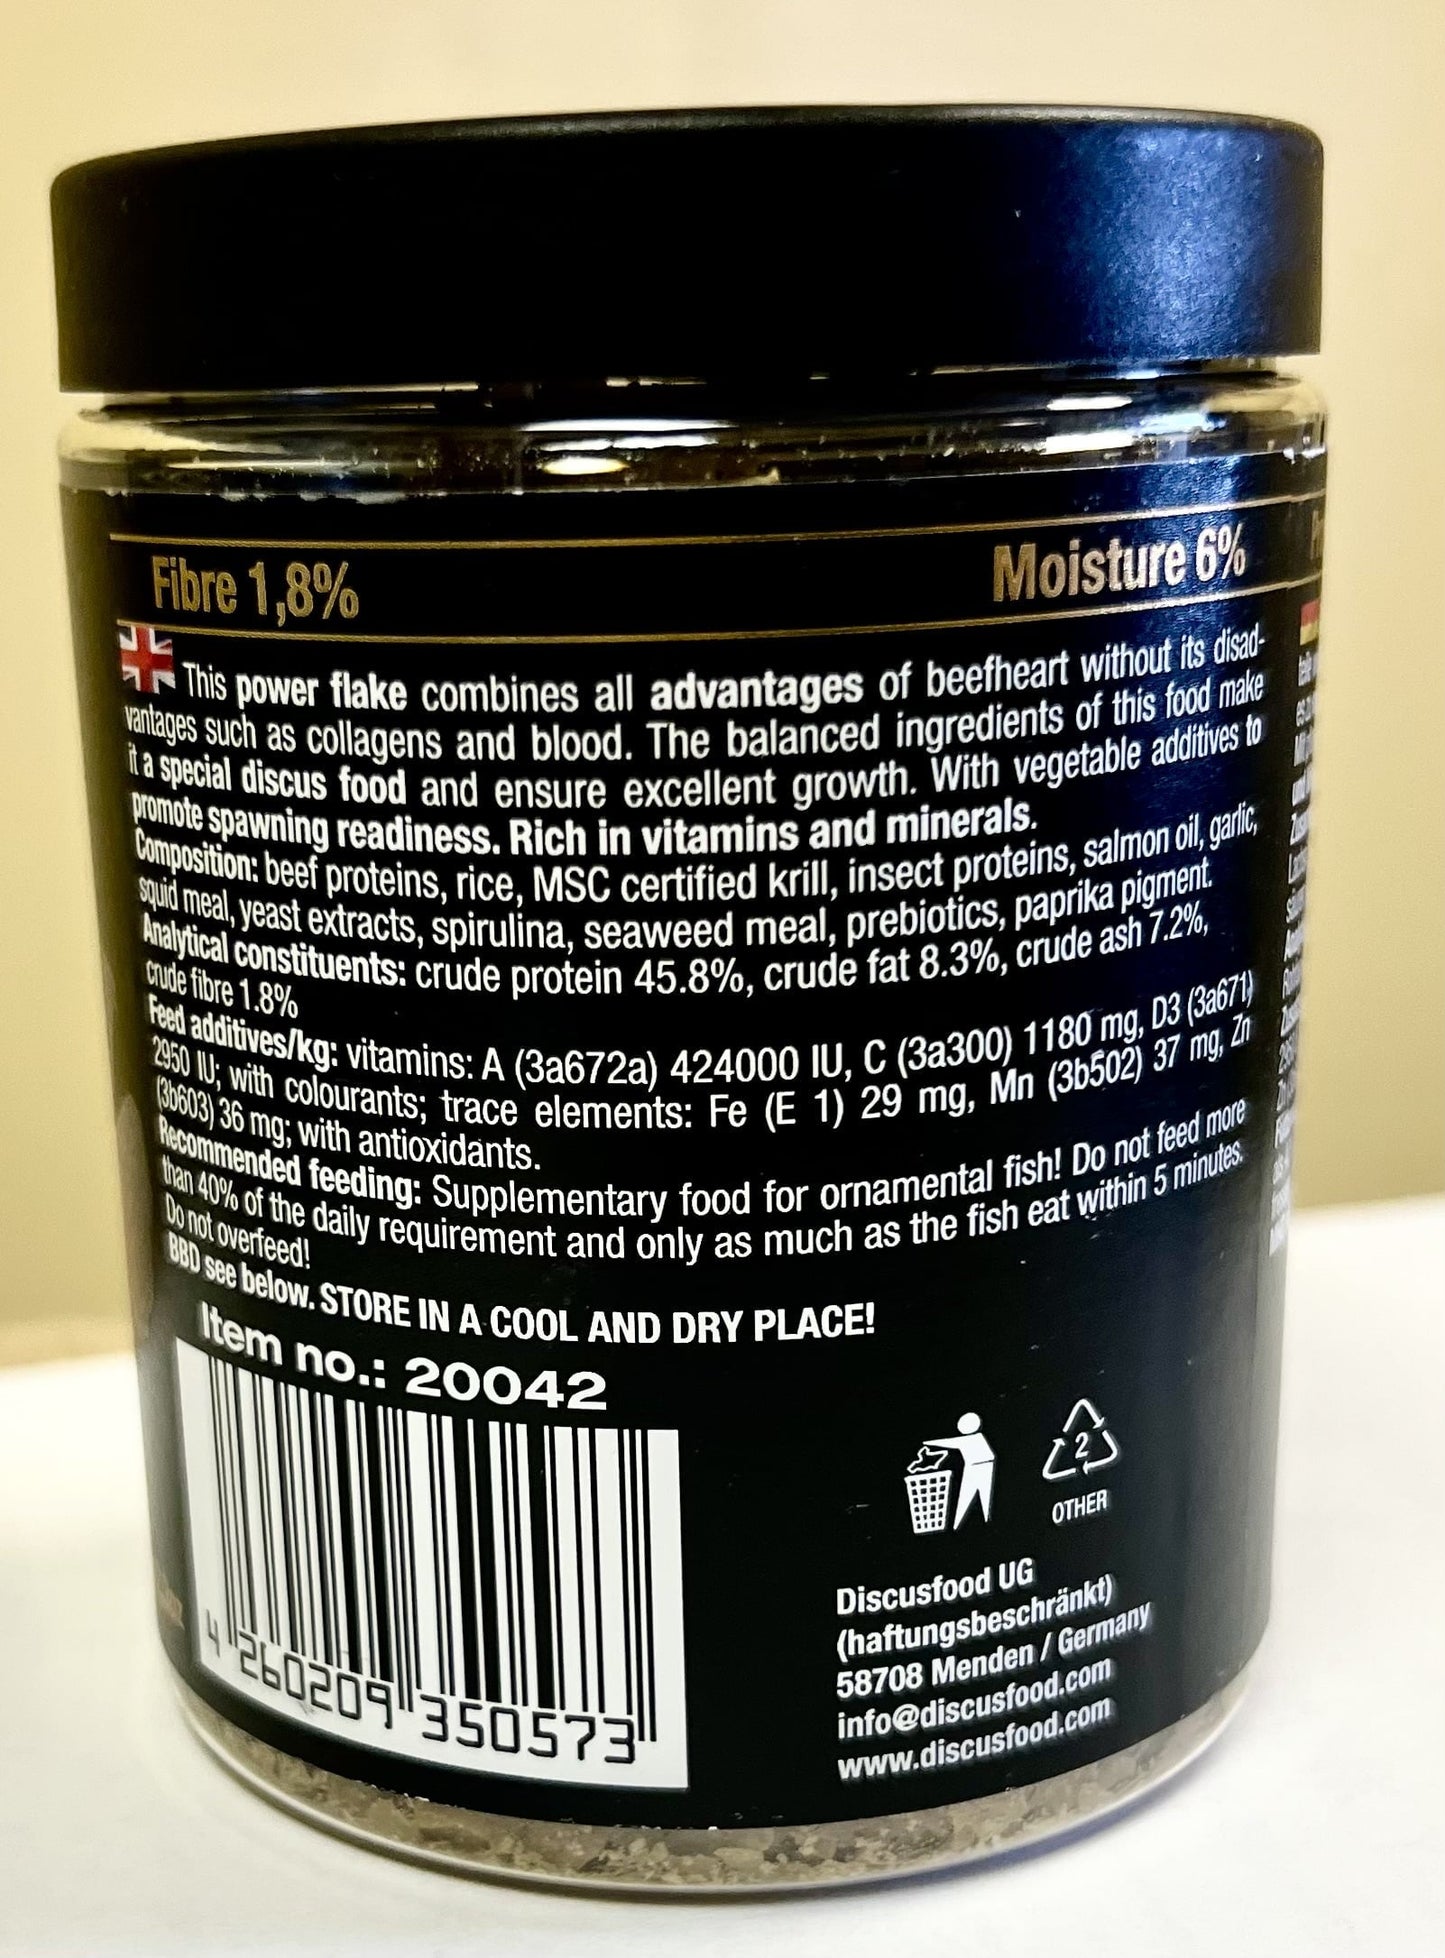 Fibre 1,8%
Moisture 6%
This power flake combines all advantages of beefheart without its disad-
vantages such as collagens and blood. The balanced ingredients of this food make
it a special discus food and ensure excellent growth. With vegetable additives to
promote spawning readiness. Rich in vitamins and minerals.
Composition: beef proteins, rice, MSC certified krill, insect proteins, salmon oil, garlic,
squid meal, yeast extracts, spirulina, seaweed meal, prebiotics, paprika pigment.
Analytical constituents: crude protein 45.8%, crude fat 8.3%, crude ash 7.2%,
crude fibre 1.8%
Feed additives/kg: vitamins: A (3a672a) 424000 IU, C (3a300) 1180 mg, D3 (3a671)
2950 IU; with colourants; trace elements: Fe (E 1) 29 mg, Mn (3b502) 37 mg, Zn
(3b603) 36 mg; with antioxidants.
Recommended feeding: Supplementary food for ornamental fish! Do not feed more
than 40% of the daily requirement and only as much as the fish eat within 5 minutes.
Do not overfeed!
BBD see below. STORE IN A COOL AND DRY PLACE!
Item no.: 20042
4 260209 350573
2
OTHER
Discusfood UG
(haftungsbeschränkt)
58708 Menden / Germany
info@discusfood.com
www.discusfood.com